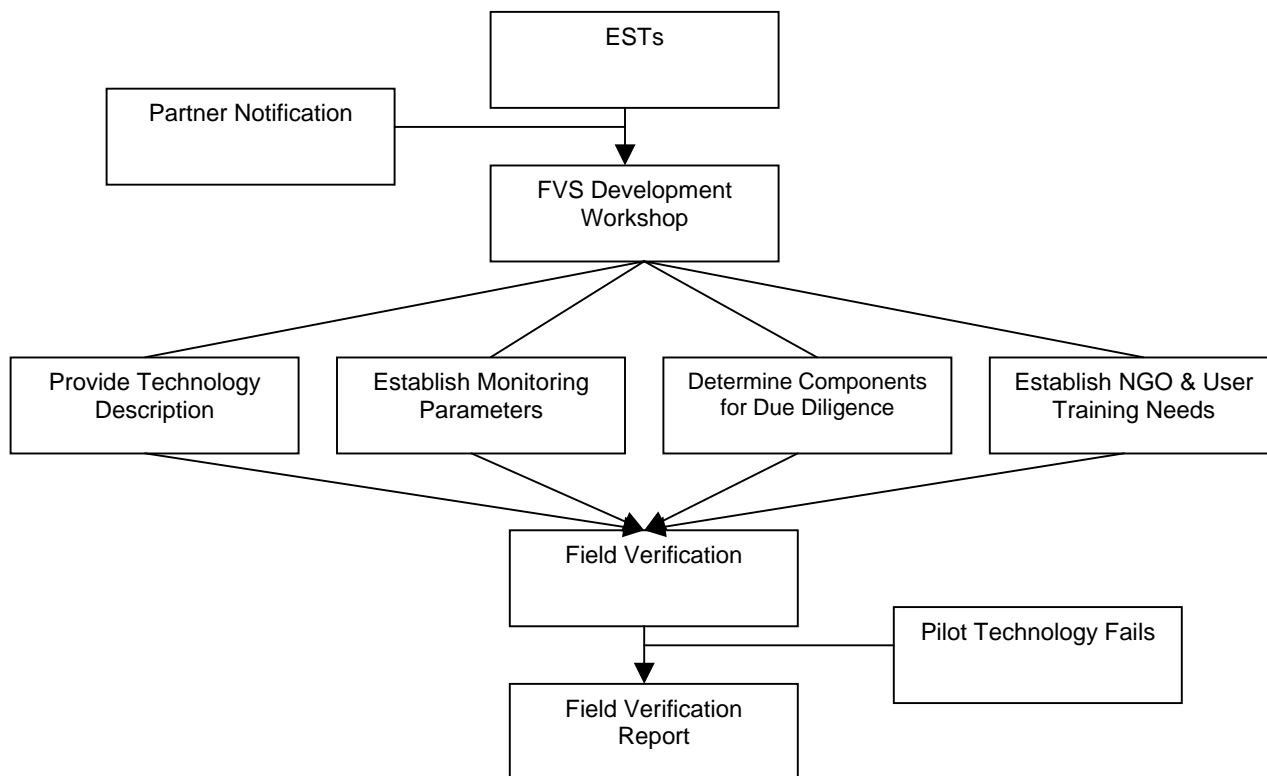 ESTs
Partner Notification
FVS Development
Workshop
Provide Technology
Description
Establish Monitoring
Parameters
Determine Components
for Due Diligence
Establish NGO & User
Training Needs
Field Verification
Pilot Technology Fails
Field Verification
Report